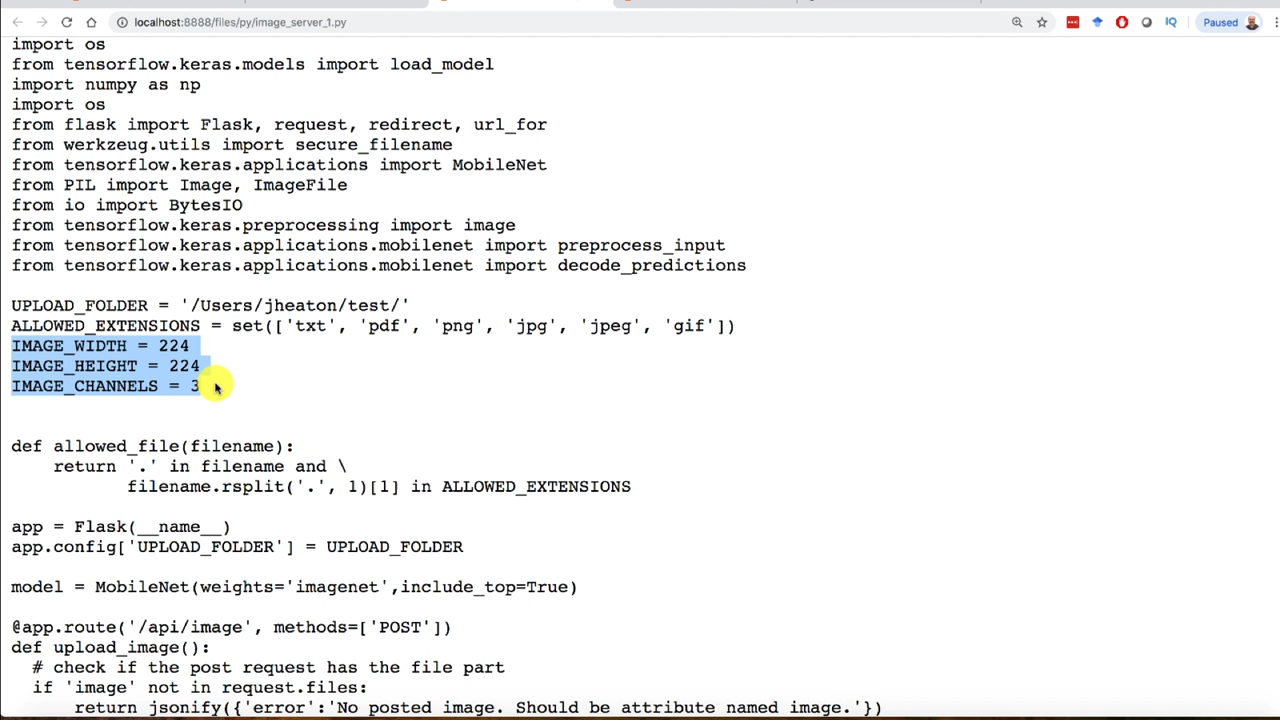 localhost:8888/files/py/image_server_1.py
IQ
Paused
import os
from tensorflow.keras.models import load_model
import numpy as np
import os
from flask import Flask, request, redirect, url_for
from werkzeug.utils import secure_filename
from tensorflow.keras.applications import MobileNet
from PIL import Image, ImageFile
from io import BytesIO
from tensorflow.keras.preprocessing import image
from tensorflow.keras.applications.mobilenet import preprocess_input
from tensorflow.keras.applications.mobilenet import decode_predictions
UPLOAD_FOLDER = '/Users/jheaton/test/'
ALLOWED_EXTENSIONS = set(['txt', 'pdf', 'png', 'jpg', 'jpeg', 'gif'])
IMAGE_WIDTH = 224
IMAGE_HEIGHT = 224
IMAGE_CHANNELS = 3
def allowed_file(filename):
    return '.' in filename and \
           filename.rsplit('.', 1)[1] in ALLOWED_EXTENSIONS
app = Flask(__name__)
app.config['UPLOAD_FOLDER'] = UPLOAD_FOLDER
model = MobileNet(weights='imagenet',include_top=True)
@app.route('/api/image', methods=['POST'])
def upload_image():
  # check if the post request has the file part
  if 'image' not in request.files:
      return jsonify({'error':'No posted image. Should be attribute named image.'})